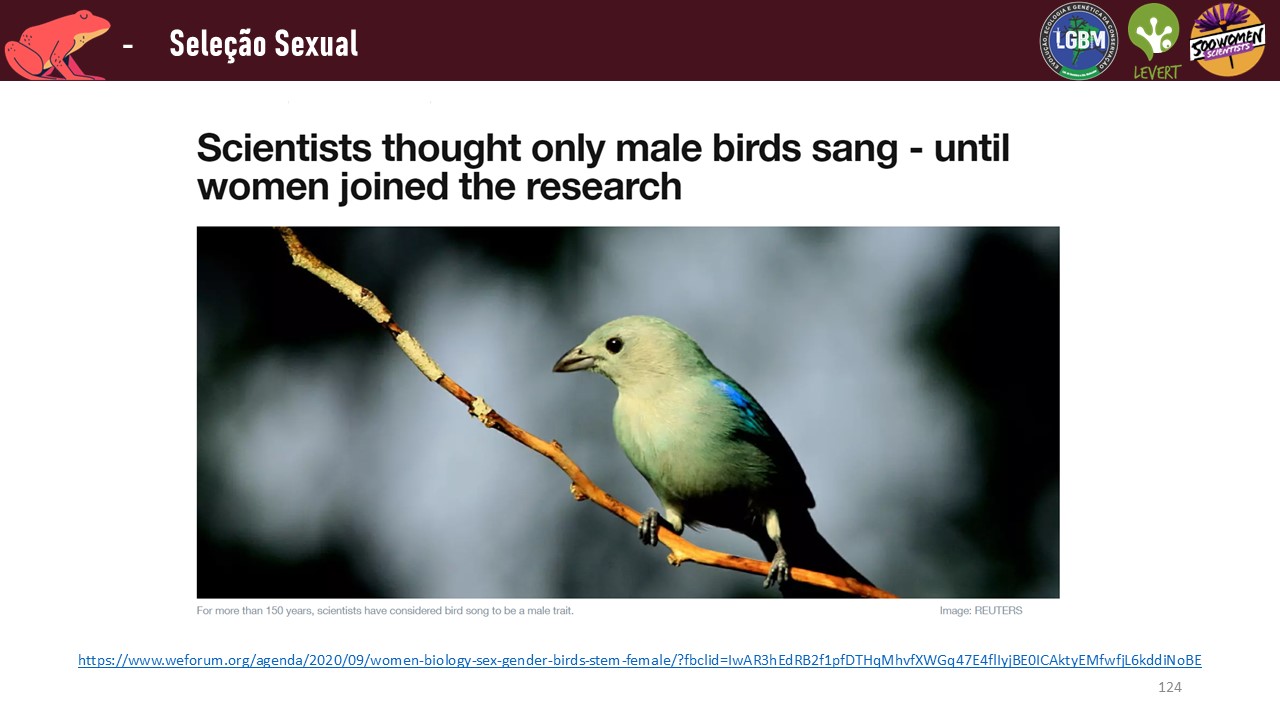 - Seleção Sexual
EVOLUÇÃO, ECOLOGIA E GENÉTICA DA CONSERVAÇÃO
LGBM
LEVERT
500 WOMEN
SCIENTISTS
Scientists thought only male birds sang - until
women joined the research
For more than 150 years, scientists have considered bird song to be a male trait.
Image: REUTERS
https://www.weforum.org/agenda/2020/09/women-biology-sex-gender-birds-stem-female/?fbclid=IwAR3hEdRB2f1pfDTHqMhvfXWGq47E4flIyjBE0ICAktyEMfwfjL6kddiNoBE
124